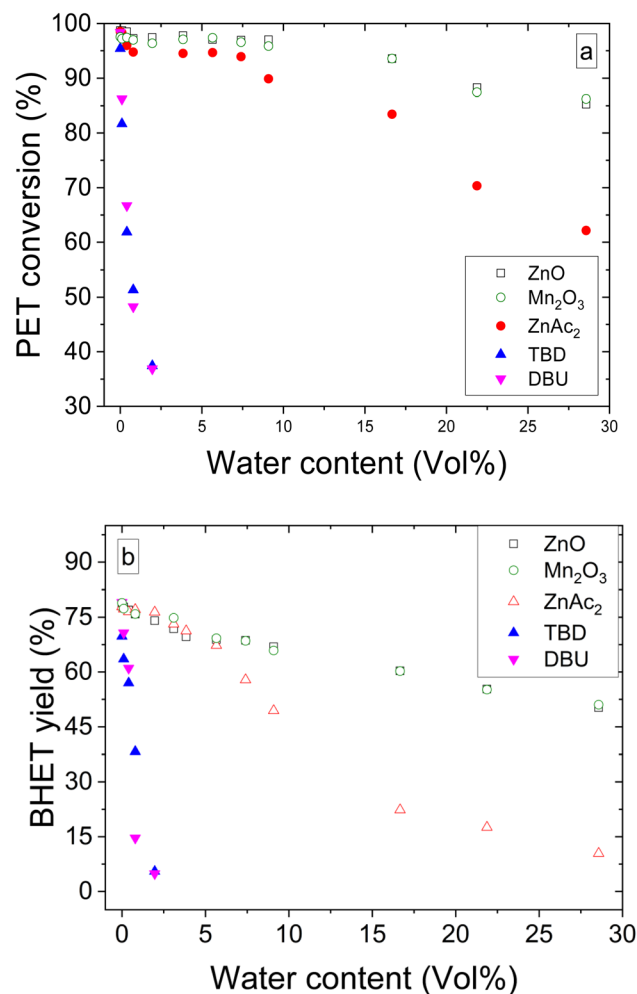 100
90
80
70
60
50
40
30
PET conversion (%)
a
ZnO
Mn₂O₃
ZnAc₂
TBD
DBU
0
5
10
15
20
25
30
Water content (Vol%)
90
75
60
45
30
15
0
BHET yield (%)
b
ZnO
Mn₂O₃
ZnAc₂
TBD
DBU
0
5
10
15
20
25
30
Water content (Vol%)